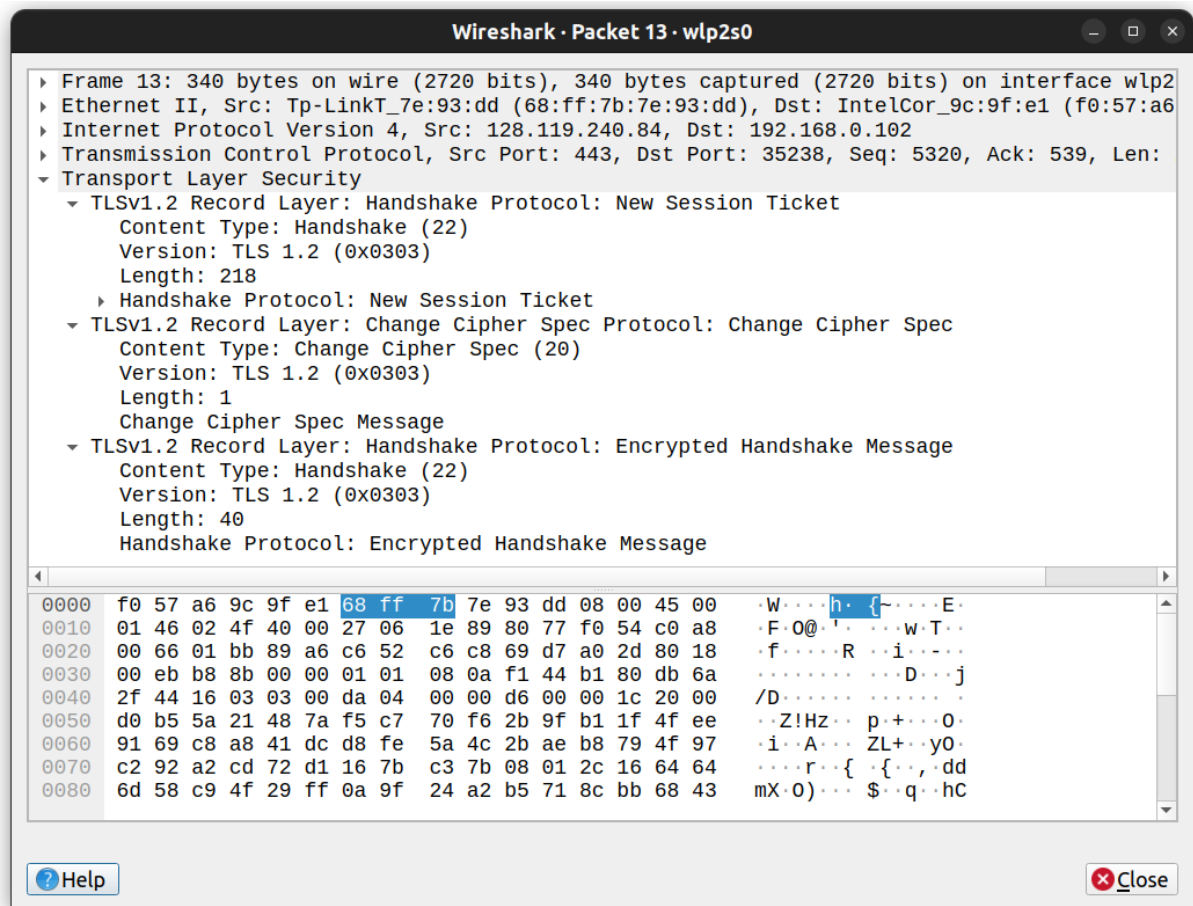 Wireshark · Packet 13 · wlp2s0
Frame 13: 340 bytes on wire (2720 bits), 340 bytes captured (2720 bits) on interface wlp2
Ethernet II, Src: Tp-LinkT_7e:93:dd (68:ff:7b:7e:93:dd), Dst: IntelCor_9c:9f:e1 (f0:57:a6
Internet Protocol Version 4, Src: 128.119.240.84, Dst: 192.168.0.102
Transmission Control Protocol, Src Port: 443, Dst Port: 35238, Seq: 5320, Ack: 539, Len:
Transport Layer Security
TLSv1.2 Record Layer: Handshake Protocol: New Session Ticket
Content Type: Handshake (22)
Version: TLS 1.2 (0x0303)
Length: 218
Handshake Protocol: New Session Ticket
TLSv1.2 Record Layer: Change Cipher Spec Protocol: Change Cipher Spec
Content Type: Change Cipher Spec (20)
Version: TLS 1.2 (0x0303)
Length: 1
Change Cipher Spec Message
TLSv1.2 Record Layer: Handshake Protocol: Encrypted Handshake Message
Content Type: Handshake (22)
Version: TLS 1.2 (0x0303)
Length: 40
Handshake Protocol: Encrypted Handshake Message
0000 f0 57 a6 9c 9f e1 68 ff 7b 7e 93 dd 08 00 45 00 ·W····h· {~····E·
0010 01 46 02 4f 40 00 27 06 1e 89 80 77 f0 54 c0 a8 ·F·O@·'· ···w·T··
0020 00 66 01 bb 89 a6 c6 52 c6 c8 69 d7 a0 2d 80 18 ·f·····R ··i··-··
0030 00 eb b8 8b 00 00 01 01 08 0a f1 44 b1 80 db 6a ········ ···D···j
0040 2f 44 16 03 03 00 da 04 00 00 d6 00 00 1c 20 00 /D······ ······ ·
0050 d0 b5 5a 21 48 7a f5 c7 70 f6 2b 9f b1 1f 4f ee ··Z!Hz·· p·+···O·
0060 91 69 c8 a8 41 dc d8 fe 5a 4c 2b ae b8 79 4f 97 ·i··A··· ZL+··yO·
0070 c2 92 a2 cd 72 d1 16 7b c3 7b 08 01 2c 16 64 64 ····r··{ ·{··,·dd
0080 6d 58 c9 4f 29 ff 0a 9f 24 a2 b5 71 8c bb 68 43 mX·O)··· $··q··hC
Help
Close